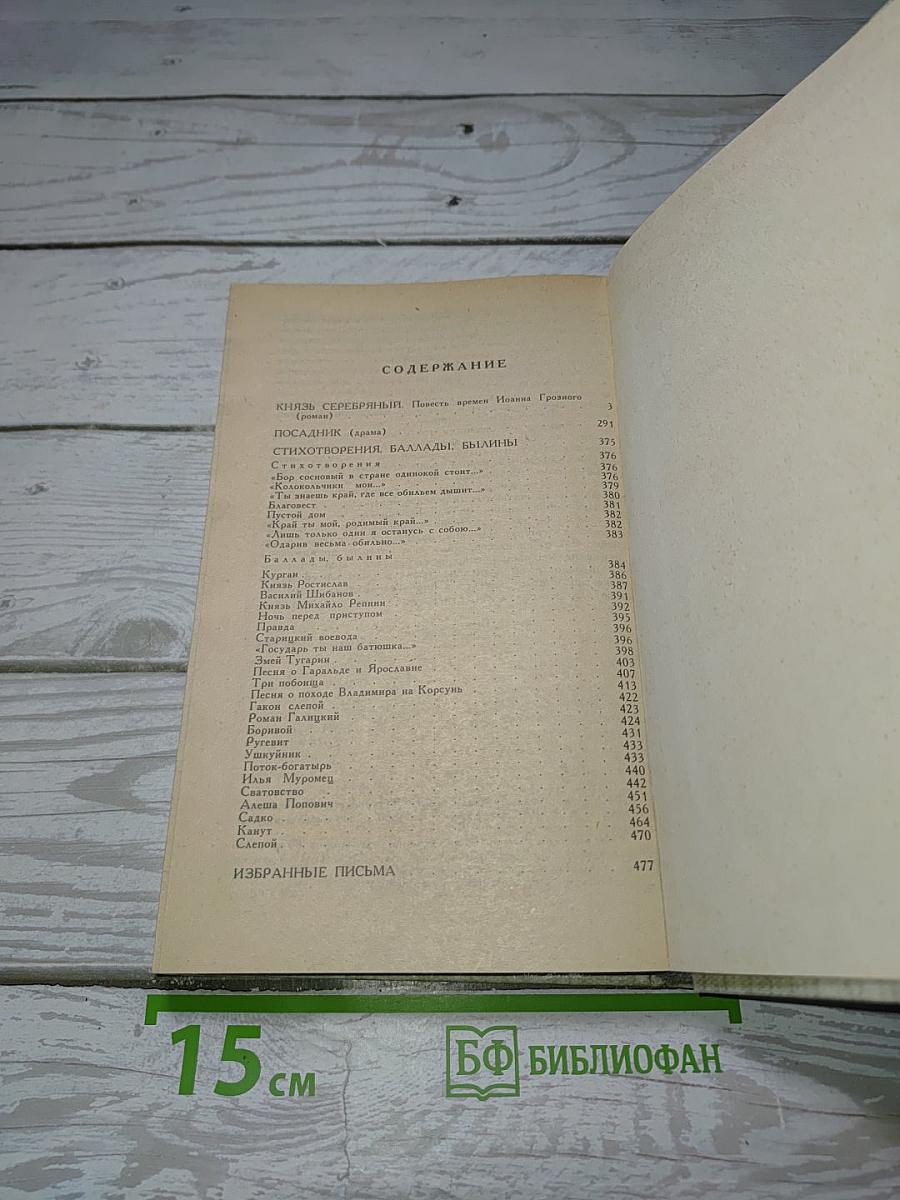 СОДЕРЖАНИЕ
КНЯЗЬ СЕРЕБРЯНЫЙ. Повесть времен Иоанна Грозного
(роман) . . . 3
ПОСАДНИК (драма) . . . 291
СТИХОТВОРЕНИЯ, БАЛЛАДЫ, БЫЛИНЫ . . . 375
Стихотворения . . . 376
«Бор сосновый в стране одинокой стоит...» . . . 376
«Колокольчики мои...» . . . 376
«Ты знаешь край, где все обильем дышит...» . . . 379
Благовест . . . 380
Пустой дом . . . 381
«Край ты мой, родимый край...» . . . 382
«Лишь только один я останусь с собою...» . . . 382
«Одарив весьма обильно...» . . . 383
Баллады, былины
Курган . . . 384
Князь Ростислав . . . 386
Василий Шибанов . . . 387
Князь Михайло Репнин . . . 391
Ночь перед приступом . . . 392
Правда . . . 395
Старицкий воевода . . . 396
«Государь ты наш батюшка...» . . . 396
Змей Тугарин . . . 398
Песня о Гаральде и Ярославне . . . 403
Три побоища . . . 407
Песня о походе Владимира на Корсунь . . . 413
Гакон слепой . . . 422
Роман Галицкий . . . 423
Боривой . . . 424
Ругевит . . . 431
Ушкуйник . . . 433
Поток-богатырь . . . 433
Илья Муромец . . . 440
Сватовство . . . 442
Алеша Попович . . . 451
Садко . . . 456
Канут . . . 464
Слепой . . . 470
ИЗБРАННЫЕ ПИСЬМА . . . 477
15 см
БФ БИБЛИОФАН